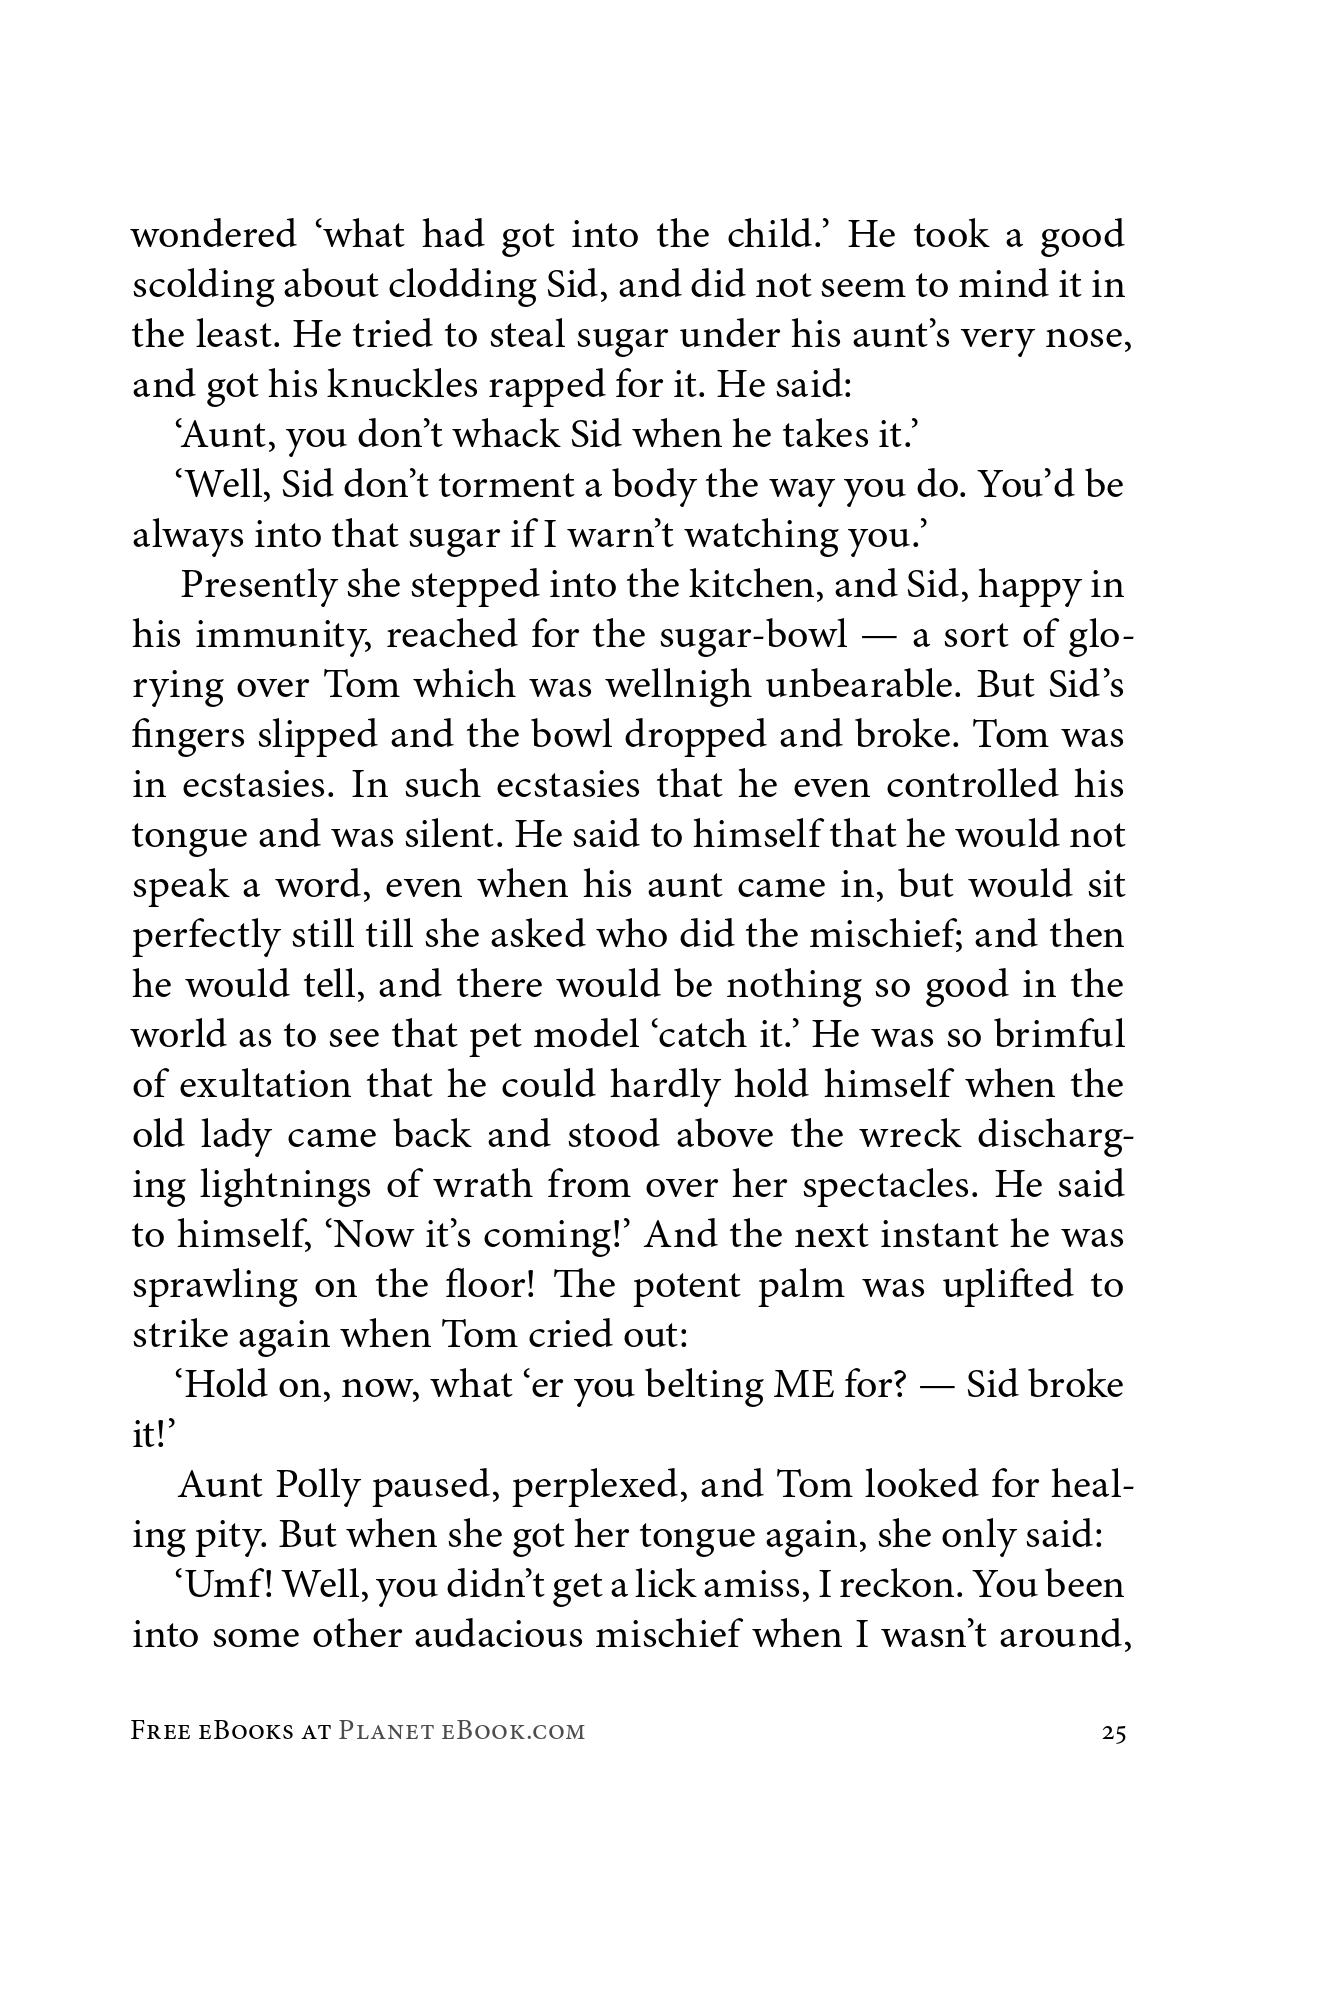 wondered ‘what had got into the child.’ He took a good
scolding about clodding Sid, and did not seem to mind it in
the least. He tried to steal sugar under his aunt’s very nose,
and got his knuckles rapped for it. He said:
‘Aunt, you don’t whack Sid when he takes it.’
‘Well, Sid don’t torment a body the way you do. You’d be
always into that sugar if I warn’t watching you.’
Presently she stepped into the kitchen, and Sid, happy in
his immunity, reached for the sugar-bowl — a sort of glo-
rying over Tom which was wellnigh unbearable. But Sid’s
fingers slipped and the bowl dropped and broke. Tom was
in ecstasies. In such ecstasies that he even controlled his
tongue and was silent. He said to himself that he would not
speak a word, even when his aunt came in, but would sit
perfectly still till she asked who did the mischief; and then
he would tell, and there would be nothing so good in the
world as to see that pet model ‘catch it.’ He was so brimful
of exultation that he could hardly hold himself when the
old lady came back and stood above the wreck discharg-
ing lightnings of wrath from over her spectacles. He said
to himself, ‘Now it’s coming!’ And the next instant he was
sprawling on the floor! The potent palm was uplifted to
strike again when Tom cried out:
‘Hold on, now, what ‘er you belting ME for? — Sid broke
it!’
Aunt Polly paused, perplexed, and Tom looked for heal-
ing pity. But when she got her tongue again, she only said:
‘Umf! Well, you didn’t get a lick amiss, I reckon. You been
into some other audacious mischief when I wasn’t around,
Free eBooks at Planet eBook.com 25